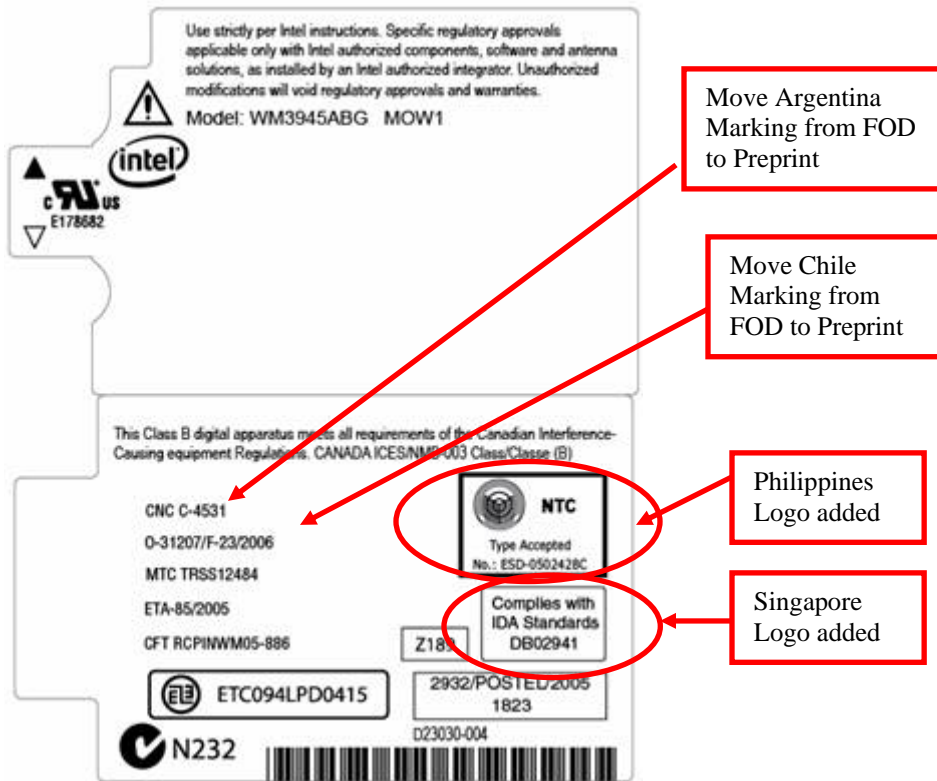 Use strictly per Intel instructions. Specific regulatory approvals
applicable only with Intel authorized components, software and antenna
solutions, as installed by an Intel authorized integrator. Unauthorized
modifications will void regulatory approvals and warranties.
Model: WM3945ABG MOW1
intel
C US
E178682
Move Argentina
Marking from FOD
to Preprint
Move Chile
Marking from
FOD to Preprint
This Class B digital apparatus meets all requirements of the Canadian Interference-
Causing equipment Regulations. CANADA ICES/NMB-003 Class/Classe (B)
CNC C-4531
O-31207/F-23/2006
MTC TRSS12484
ETA-85/2005
CFT RCPINWM05-886
NTC
Type Accepted
No.: ESD-0502428C
Philippines
Logo added
Complies with
IDA Standards
DB02941
Singapore
Logo added
Z189
ETC094LPD0415
2932/POSTEL/2005
1823
D23030-004
N232